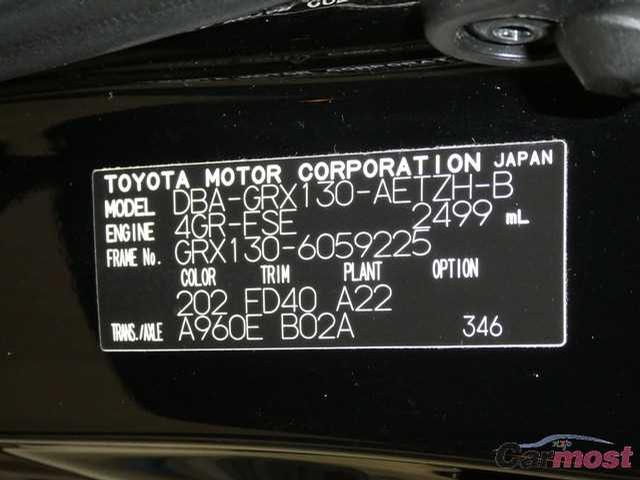 TOYOTA MOTOR CORPORATION JAPAN
MODEL DBA-GRX130-AETZH-B
ENGINE 4GR-FSE 2499 mL
FRAME No. GRX130-6059225
COLOR TRIM PLANT OPTION
202 FD40 A22
TRANS./AXLE A960E B02A 346
Carmost